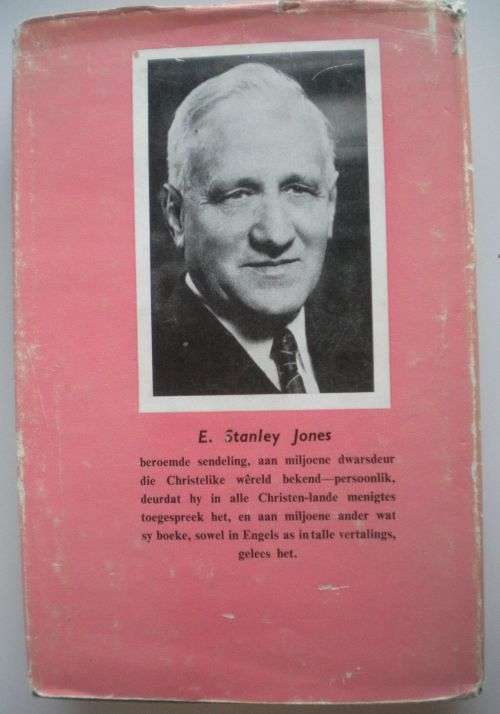 E. Stanley Jones
beroemde sendeling, aan miljoene dwarsdeur
die Christelike wêreld bekend—persoonlik,
deurdat hy in alle Christen-lande menigtes
toegespreek het, en aan miljoene ander wat
sy boeke, sowel in Engels as in talle vertalings,
gelees het.